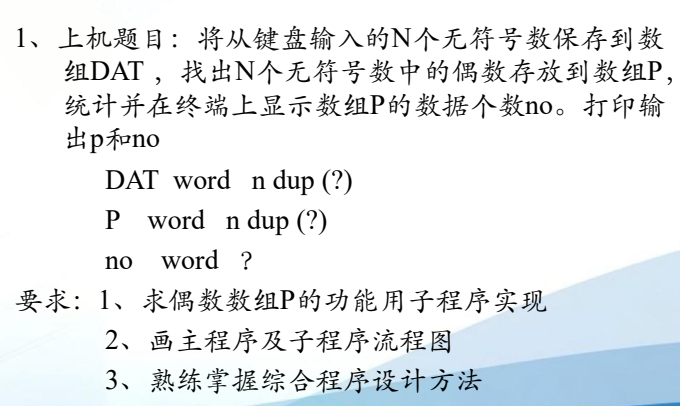 1、上机题目：将从键盘输入的N个无符号数保存到数
组DAT ，找出N个无符号数中的偶数存放到数组P，
统计并在终端上显示数组P的数据个数no。打印输
出p和no
DAT word n dup (?)
P word n dup (?)
no word ？
要求：1、求偶数数组P的功能用子程序实现
2、画主程序及子程序流程图
3、熟练掌握综合程序设计方法